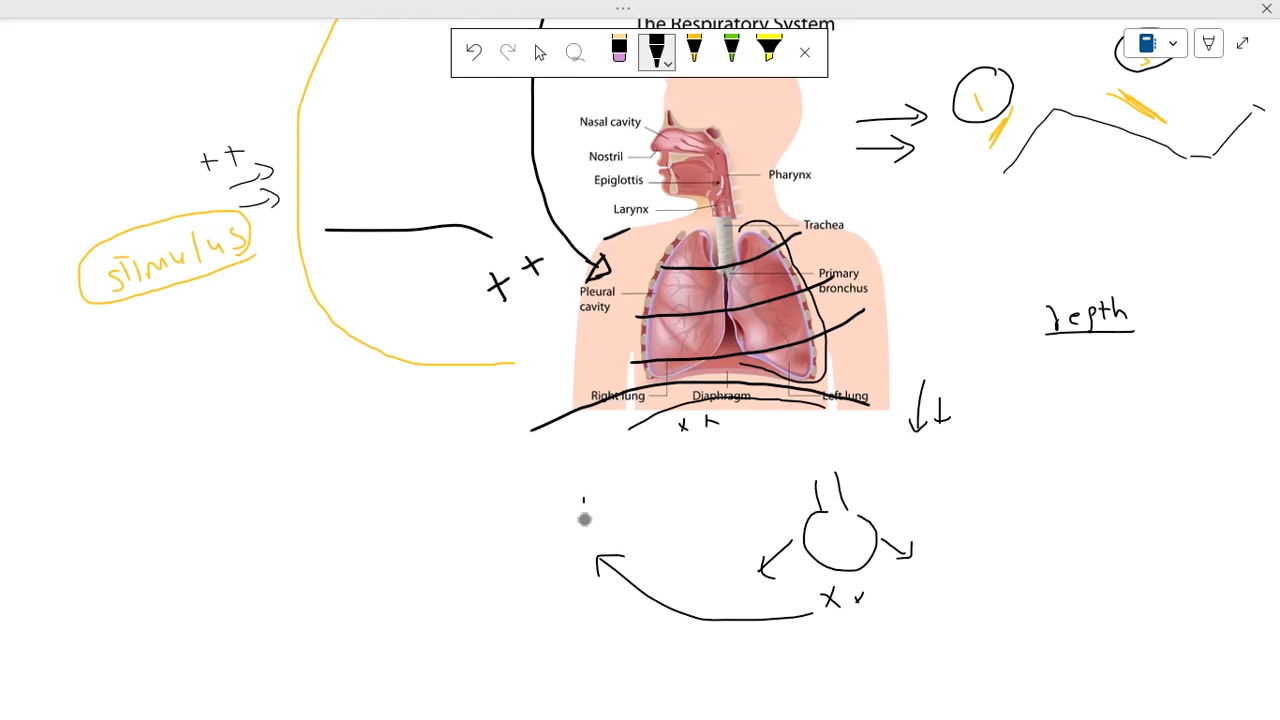 The Respiratory System
1
Nasal cavity
Nostril
Epiglottis
Pharynx
Larynx
Trachea
++
stimulus
++
Pleural
cavity
Primary
bronchus
depth
Right lung
Diaphragm
Left lung